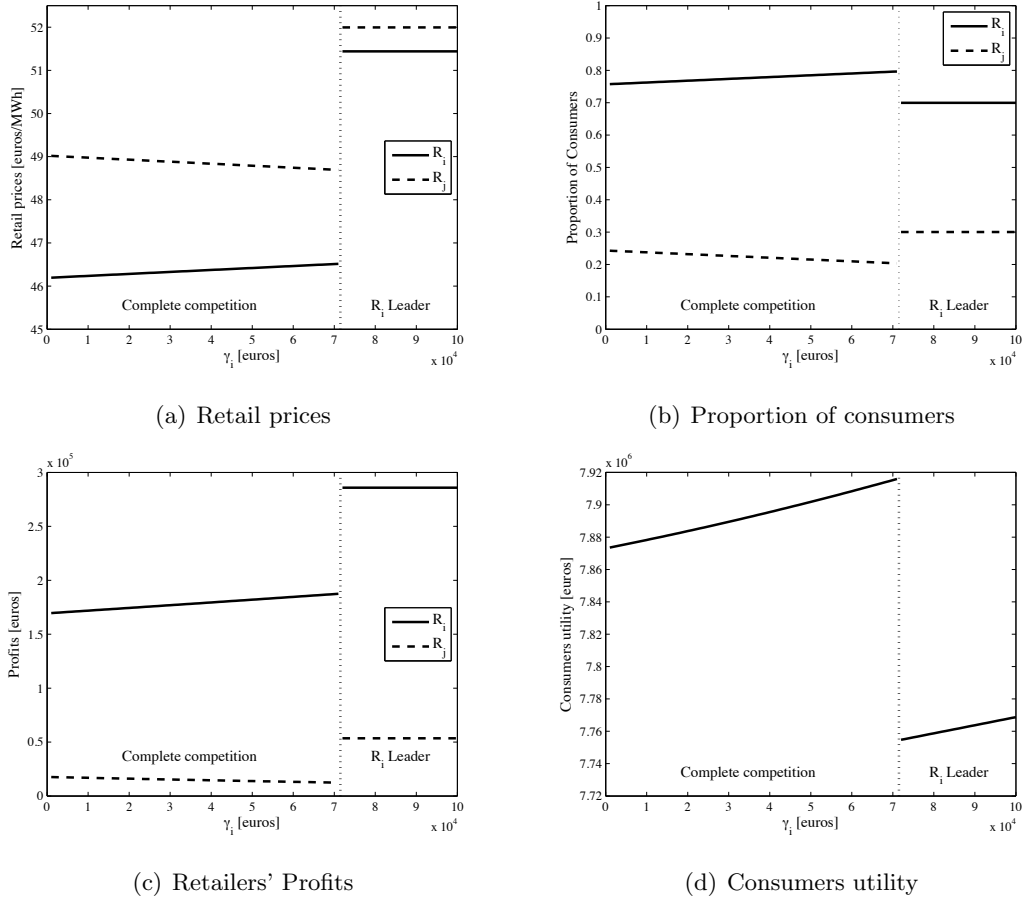 52
51
50
49
48
47
46
45
Retail prices [euros/MWh]
R_i
R_j
Complete competition
R_i Leader
0 1 2 3 4 5 6 7 8 9 10
x 10^4
γ_i [euros]
(a) Retail prices
1
0.9
0.8
0.7
0.6
0.5
0.4
0.3
0.2
0.1
0
Proportion of Consumers
R_i
R_j
Complete competition
R_i Leader
0 1 2 3 4 5 6 7 8 9 10
x 10^4
γ_i [euros]
(b) Proportion of consumers
x 10^5
3
2.5
2
1.5
1
0.5
0
Profits [euros]
R_i
R_j
Complete competition
R_i Leader
0 1 2 3 4 5 6 7 8 9 10
x 10^4
γ_i [euros]
(c) Retailers' Profits
x 10^6
7.92
7.9
7.88
7.86
7.84
7.82
7.8
7.78
7.76
7.74
7.72
Consumers utility [euros]
Complete competition
R_i Leader
0 1 2 3 4 5 6 7 8 9 10
x 10^4
γ_i [euros]
(d) Consumers utility